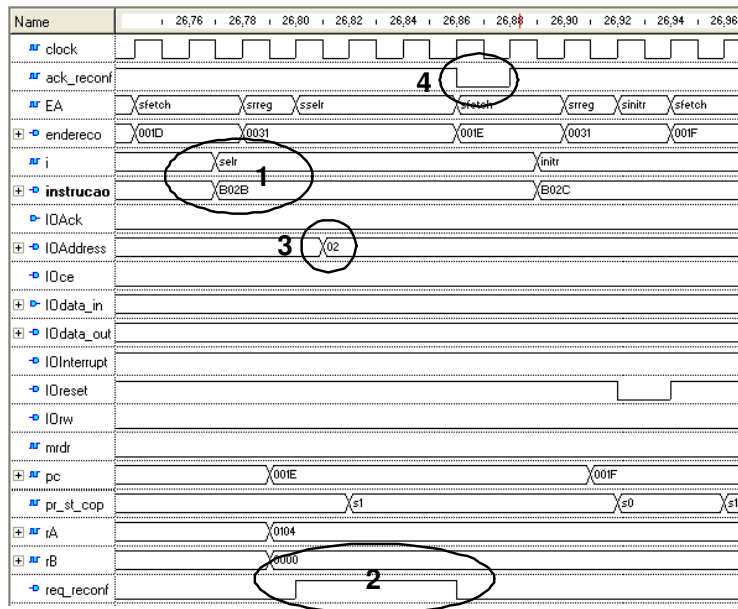 Name 26,76 26,78 26,80 26,82 26,84 26,86 26,88 26,90 26,92 26,94 26,96
clock
ack_reconf 4
EA sfetch srreg sselr sfetch srreg sinitr sfetch
endereco 001D 0031 001E 0031 001F
i selr initr
1
instrucao B02B B02C
IOAck
IOAddress 3 02
IOce
IOdata_in
IOdata_out
IOInterrupt
IOreset
IOrw
mrdr
pc 001E 001F
pr_st_cop s1 s0 s1
rA 0104
rB 0000
2
req_reconf